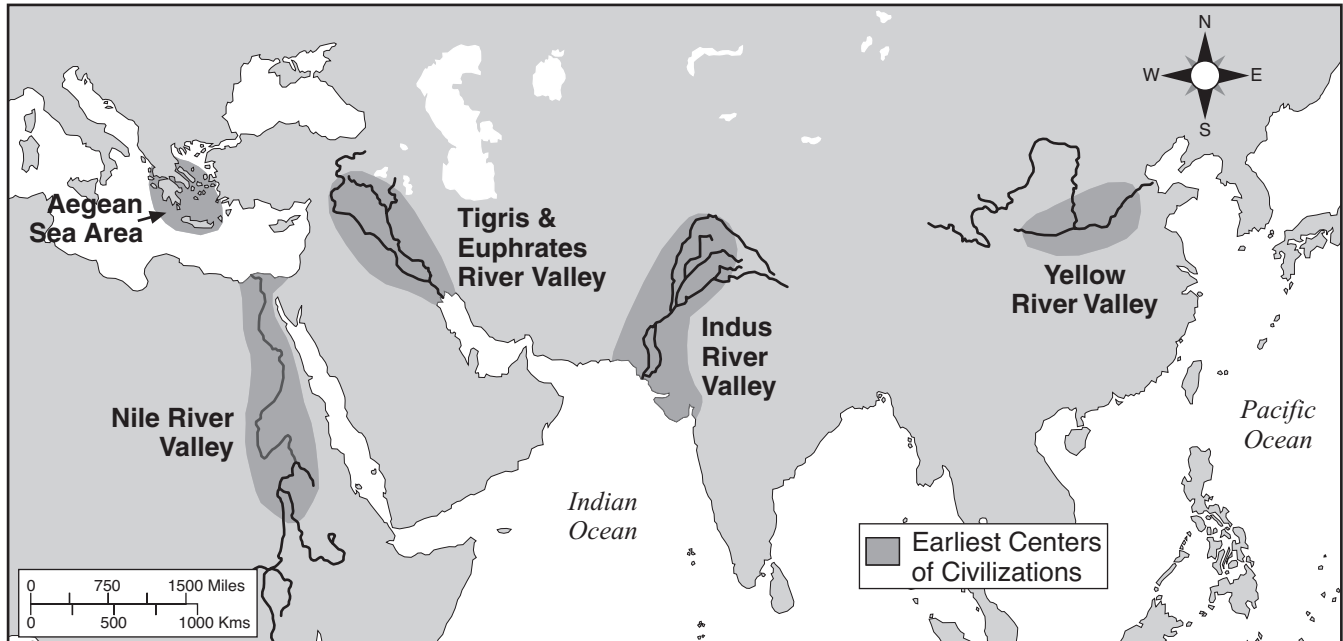 N
W E
S
Aegean
Sea Area
Tigris &
Euphrates
River Valley
Yellow
River Valley
Indus
River
Valley
Nile River
Valley
Pacific
Ocean
Indian
Ocean
Earliest Centers
of Civilizations
0 750 1500 Miles
0 500 1000 Kms